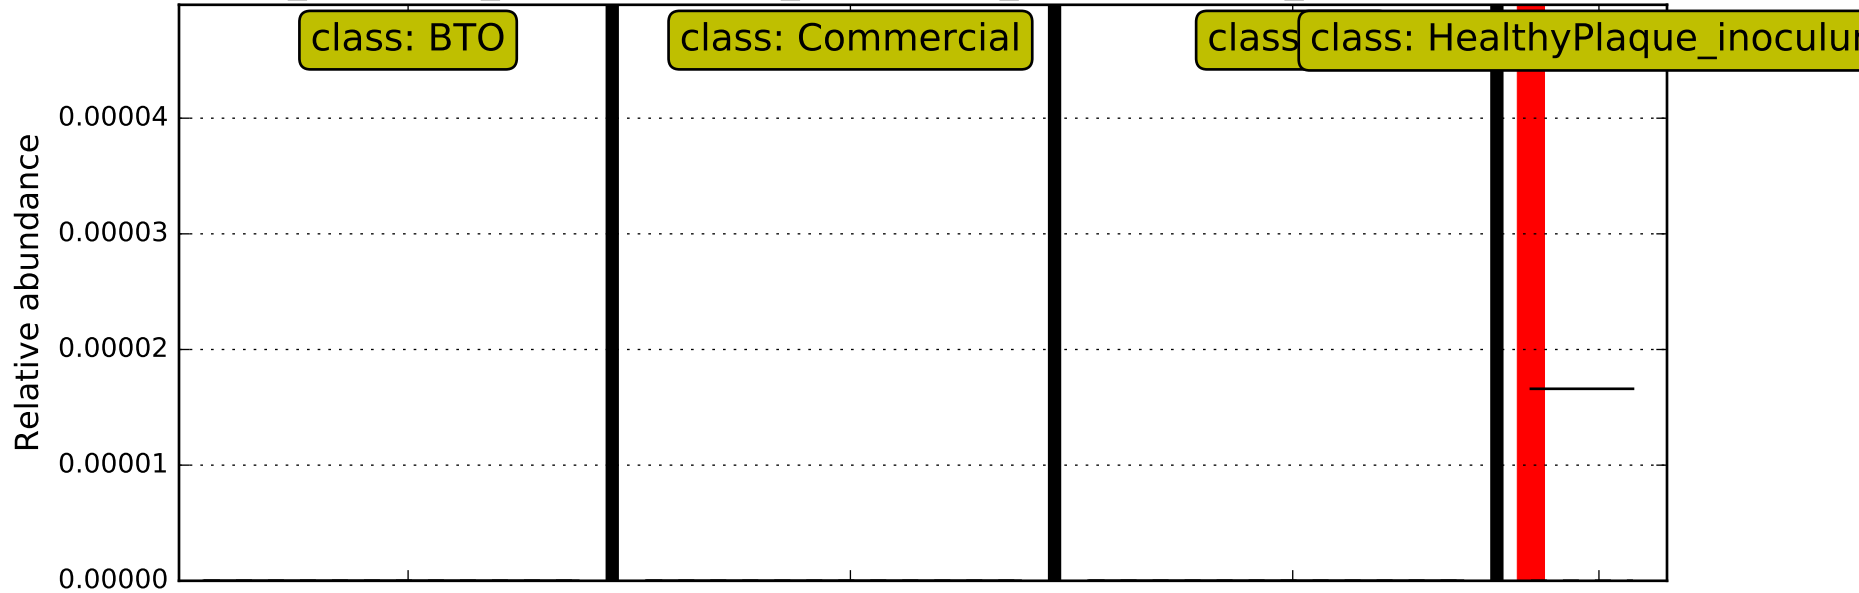 class: BTO
class: Commercial
class
class: HealthyPlaque_inoculu
0.00004
0.00003
0.00002
0.00001
0.00000
Relative abundance